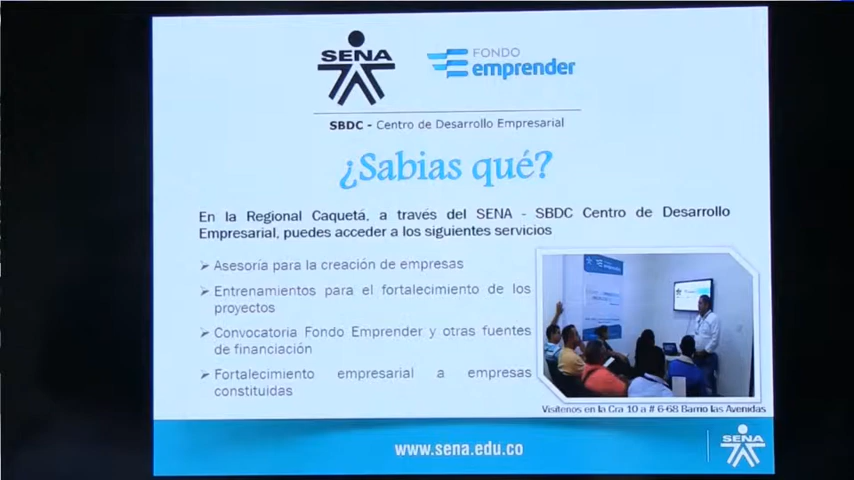 SENA
FONDO
emprender
SBDC - Centro de Desarrollo Empresarial
¿Sabias qué?
En la Regional Caquetá, a través del SENA - SBDC Centro de Desarrollo
Empresarial, puedes acceder a los siguientes servicios
Asesoría para la creación de empresas
Entrenamientos para el fortalecimiento de los
proyectos
Convocatoria Fondo Emprender y otras fuentes
de financiación
Fortalecimiento empresarial a empresas
constituidas
Visítenos en la Cra 10 a # 6-68 Barrio las Avenidas
www.sena.edu.co
SENA